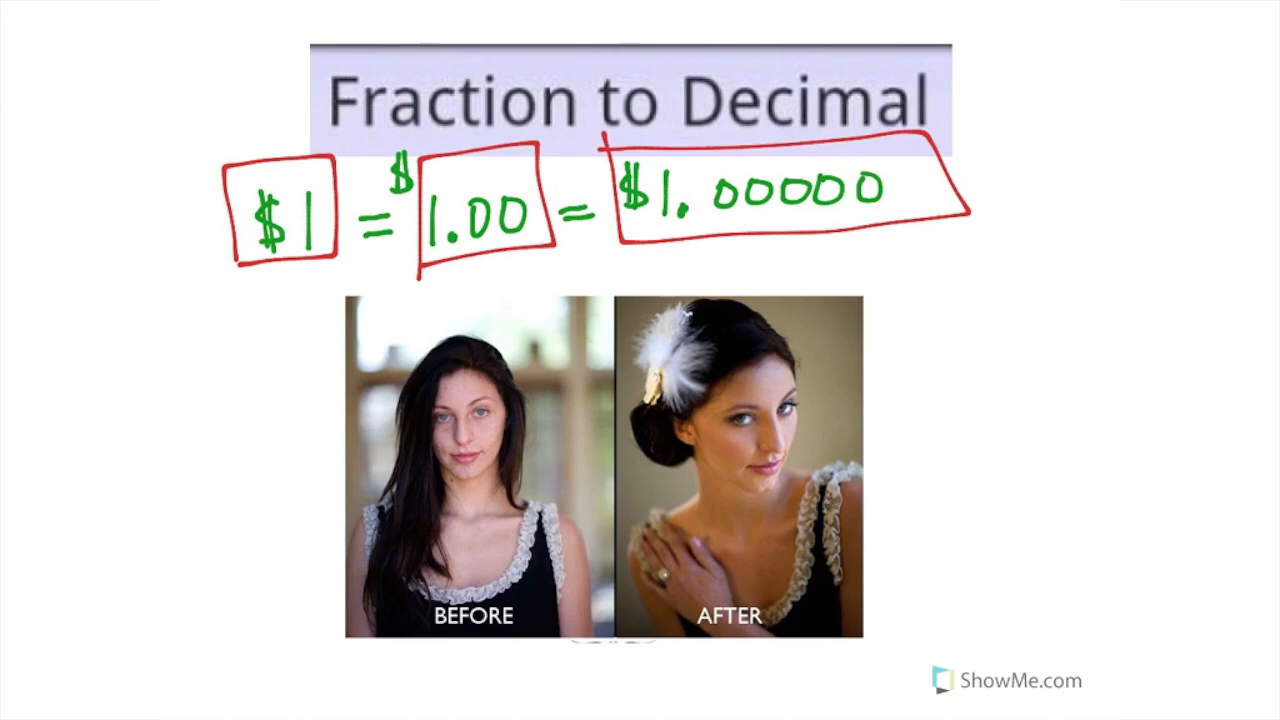 Fraction to Decimal
$1 = $1.00 = $1.00000
BEFORE AFTER
ShowMe.com